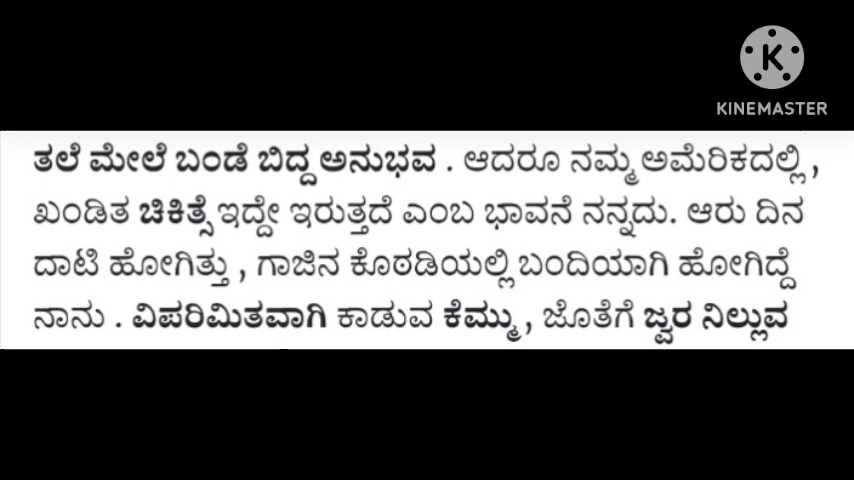 KINEMASTER
ತಲೆ ಮೇಲೆ ಬಂಡೆ ಬಿದ್ದ ಅನುಭವ . ಆದರೂ ನಮ್ಮ ಅಮೆರಿಕದಲ್ಲಿ ,
ಖಂಡಿತ ಚಿಕಿತ್ಸೆ ಇದ್ದೇ ಇರುತ್ತದೆ ಎಂಬ ಭಾವನೆ ನನ್ನದು. ಆರು ದಿನ
ದಾಟಿ ಹೋಗಿತ್ತು , ಗಾಜಿನ ಕೊಠಡಿಯಲ್ಲಿ ಬಂದಿಯಾಗಿ ಹೋಗಿದ್ದೆ
ನಾನು . ವಿಪರಿಮಿತವಾಗಿ ಕಾಡುವ ಕೆಮ್ಮು , ಜೊತೆಗೆ ಜ್ವರ ನಿಲ್ಲುವ